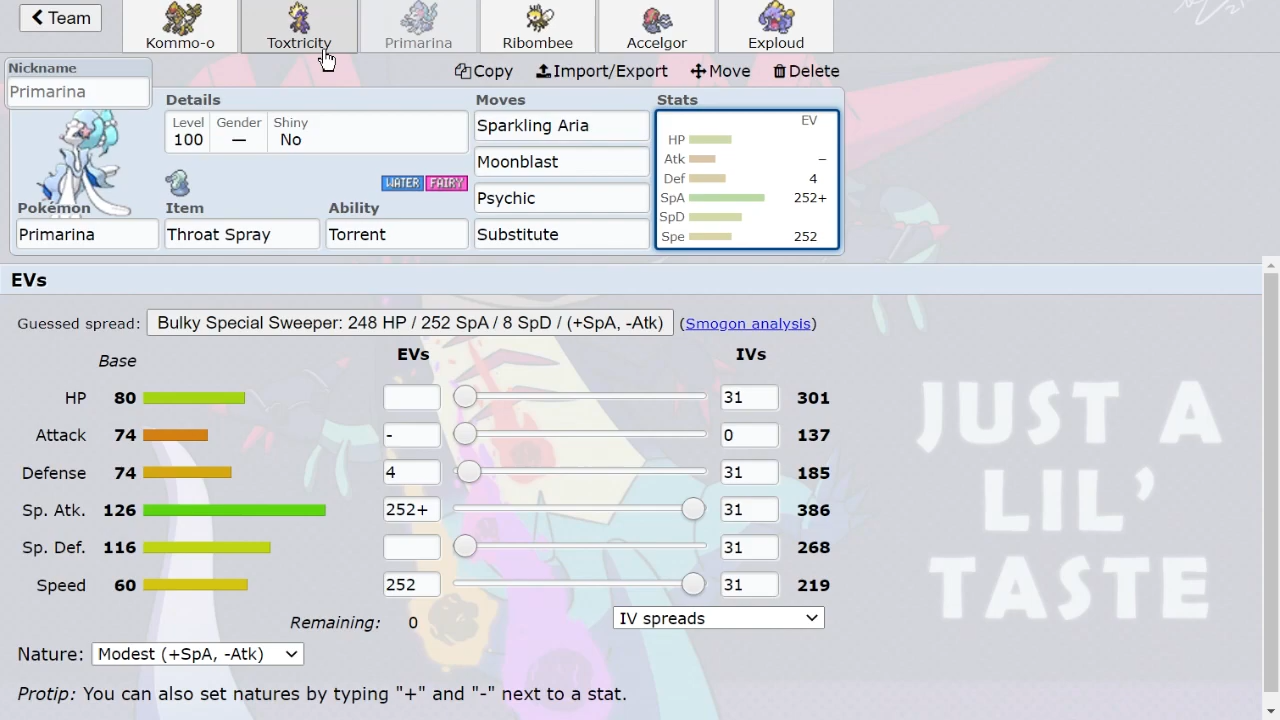 Team
Kommo-o
Toxtricity
Primarina
Ribombee
Accelgor
Exploud
Copy Import/Export Move Delete
Nickname
Primarina
Details
Level
100
Gender
—
Shiny
No
WATER FAIRY
Pokémon
Primarina
Item
Throat Spray
Ability
Torrent
Moves
Sparkling Aria
Moonblast
Psychic
Substitute
Stats
EV
HP
Atk –
Def 4
SpA 252+
SpD
Spe 252
EVs
Guessed spread: Bulky Special Sweeper: 248 HP / 252 SpA / 8 SpD / (+SpA, -Atk) (Smogon analysis)
Base EVs IVs
HP 80 31 301
Attack 74 - 0 137
Defense 74 4 31 185
Sp. Atk. 126 252+ 31 386
Sp. Def. 116 31 268
Speed 60 252 31 219
Remaining: 0 IV spreads
Nature: Modest (+SpA, -Atk)
Protip: You can also set natures by typing "+" and "-" next to a stat.
JUST A
LIL'
TASTE